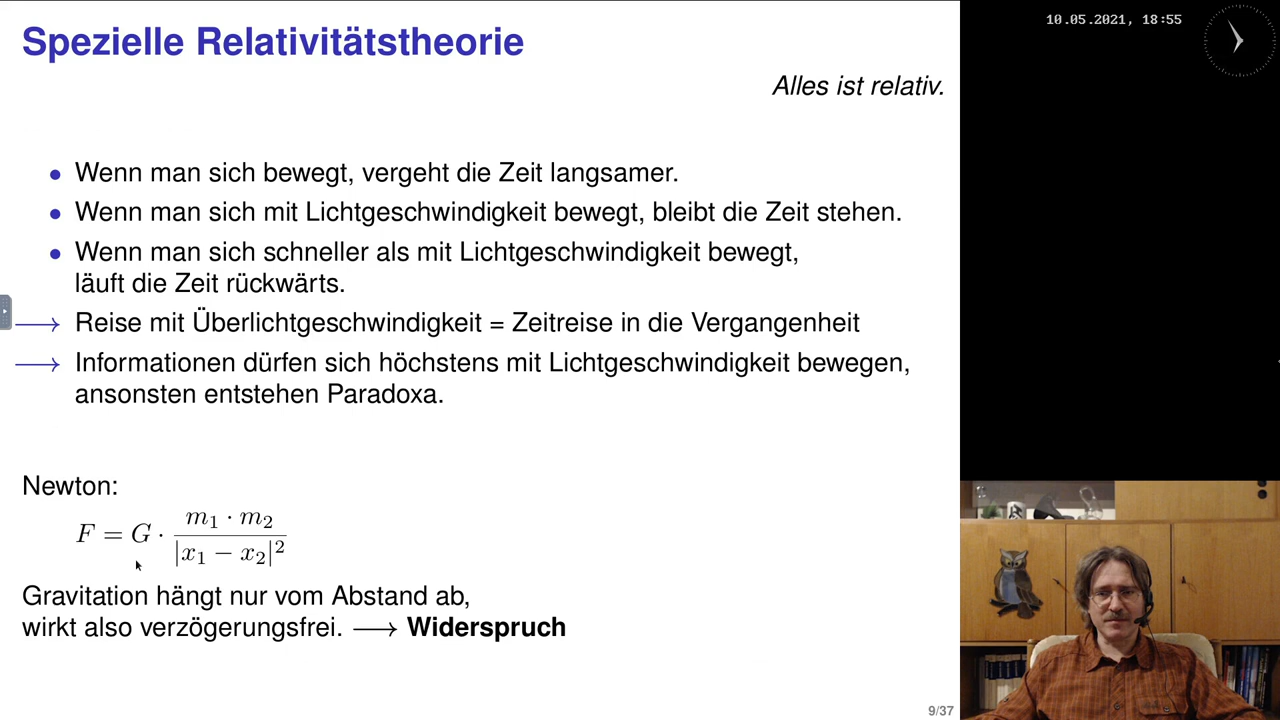 Spezielle Relativitätstheorie
10.05.2021, 18:55
Alles ist relativ.
• Wenn man sich bewegt, vergeht die Zeit langsamer.
• Wenn man sich mit Lichtgeschwindigkeit bewegt, bleibt die Zeit stehen.
• Wenn man sich schneller als mit Lichtgeschwindigkeit bewegt,
läuft die Zeit rückwärts.
⟶ Reise mit Überlichtgeschwindigkeit = Zeitreise in die Vergangenheit
⟶ Informationen dürfen sich höchstens mit Lichtgeschwindigkeit bewegen,
ansonsten entstehen Paradoxa.
Newton:
F = G · m₁ · m₂ / |x₁ − x₂|²
Gravitation hängt nur vom Abstand ab,
wirkt also verzögerungsfrei. ⟶ Widerspruch
9/37